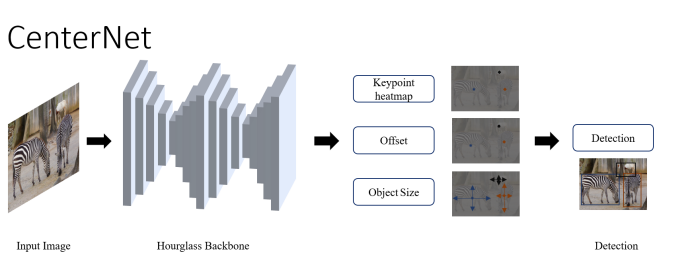 CenterNet
Keypoint
heatmap
Offset
Detection
Object Size
Input Image
Hourglass Backbone
Detection